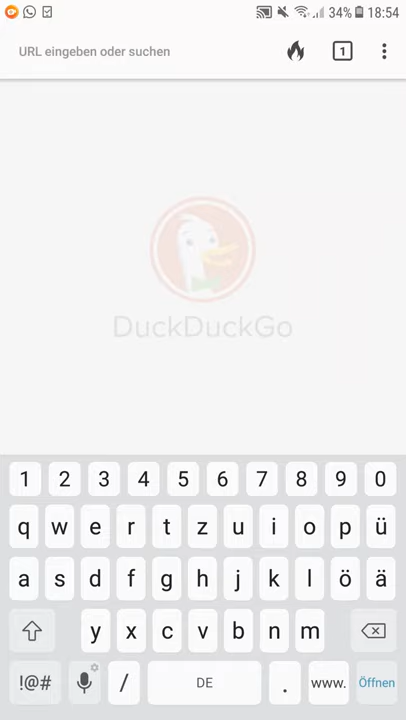 34% 18:54
URL eingeben oder suchen 1
DuckDuckGo
1 2 3 4 5 6 7 8 9 0
q w e r t z u i o p ü
a s d f g h j k l ö ä
y x c v b n m
!@# / DE . www. Öffnen